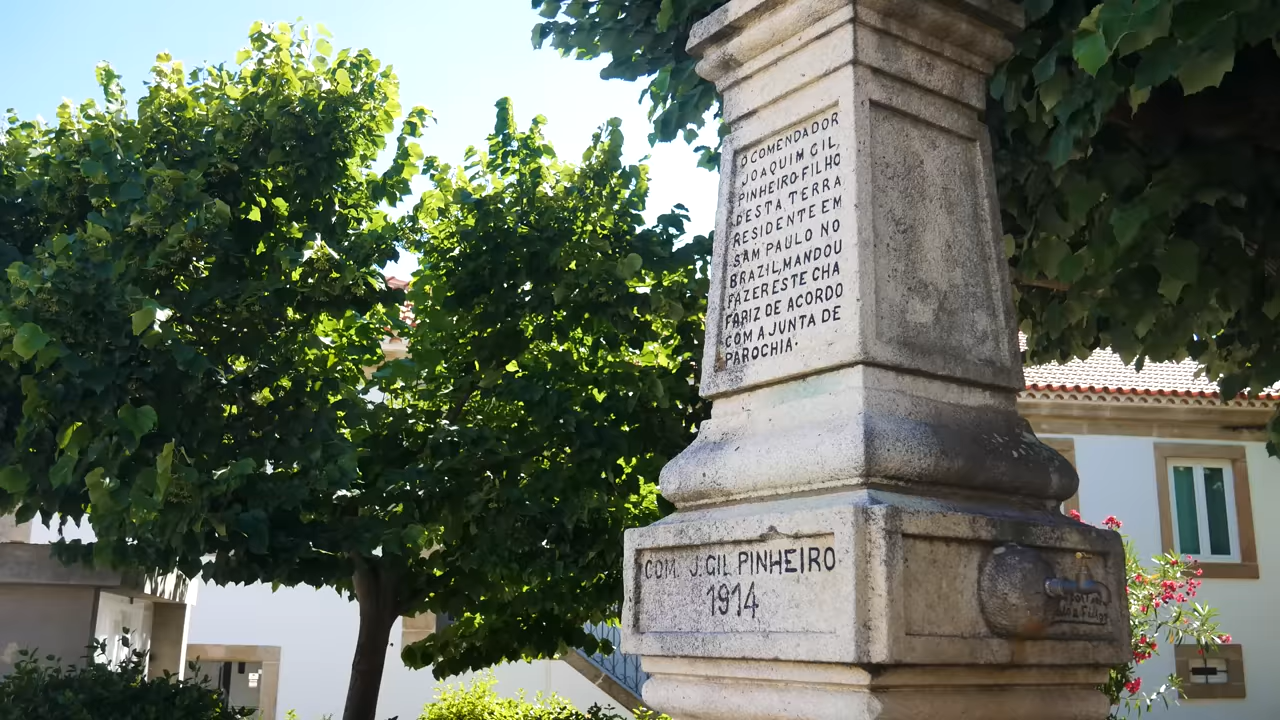 O COMENDADOR
JOAQUIM GIL
PINHEIRO FILHO
DESTA TERRA
RESIDENTE EM
SAM PAULO NO
BRAZIL, MANDOU
FAZER ESTE CHA
FARIZ DE ACORDO
COM A JUNTA DE
PAROCHIA.
COM. J. GIL PINHEIRO
1914